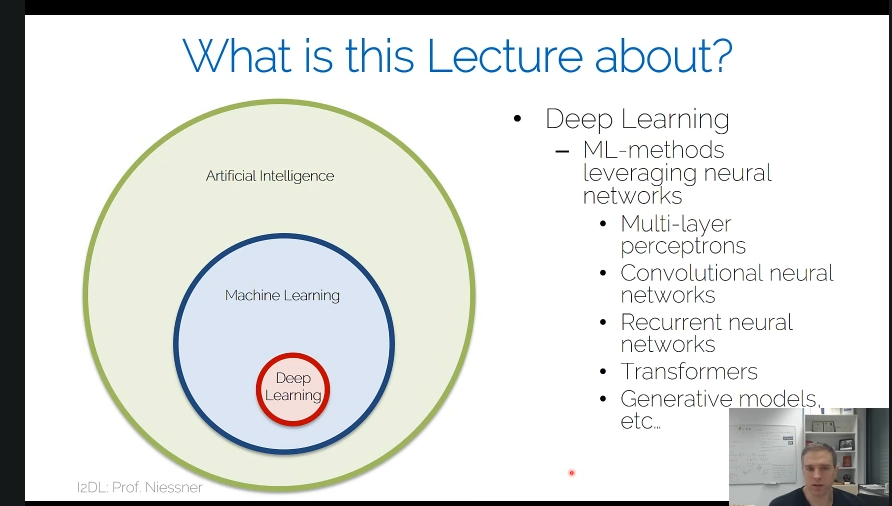 What is this Lecture about?
Artificial Intelligence
Machine Learning
Deep
Learning
• Deep Learning
– ML-methods
leveraging neural
networks
• Multi-layer
perceptrons
• Convolutional neural
networks
• Recurrent neural
networks
• Transformers
• Generative models,
etc…
I2DL: Prof. Niessner